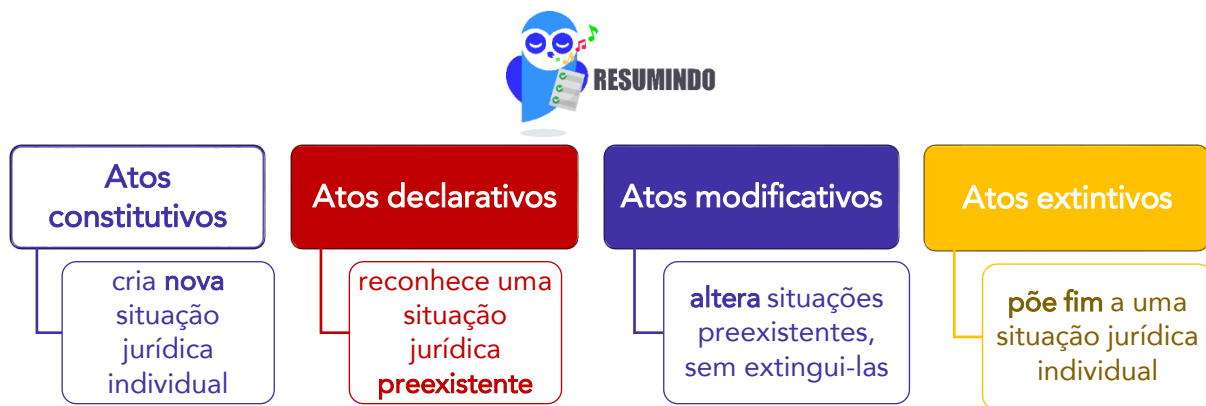 RESUMINDO
Atos
constitutivos
cria nova
situação
jurídica
individual
Atos declarativos
reconhece uma
situação
jurídica
preexistente
Atos modificativos
altera situações
preexistentes,
sem extingui-las
Atos extintivos
põe fim a uma
situação jurídica
individual